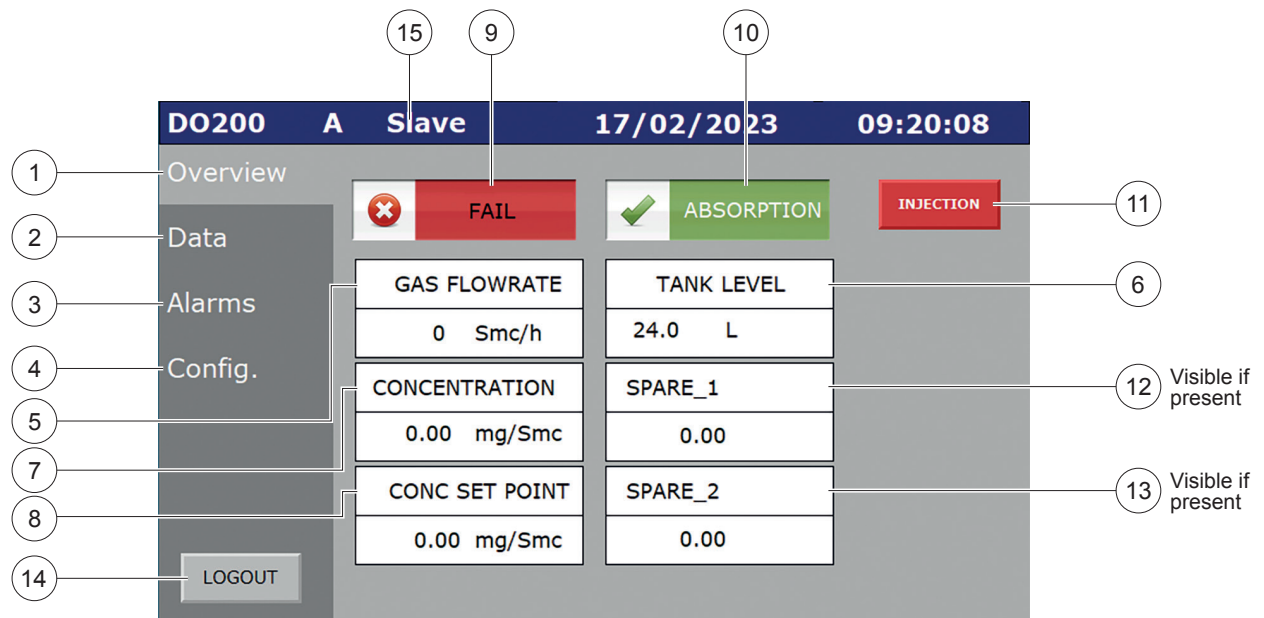 15 9 10
DO200 A Slave 17/02/2023 09:20:08
1 Overview
FAIL ABSORPTION INJECTION 11
2 Data
GAS FLOWRATE TANK LEVEL 6
3 Alarms
0 Smc/h 24.0 L
4 Config.
CONCENTRATION SPARE_1 12 Visible if
present
5
0.00 mg/Smc 0.00
7
CONC SET POINT SPARE_2 13 Visible if
present
8
0.00 mg/Smc 0.00
14 LOGOUT